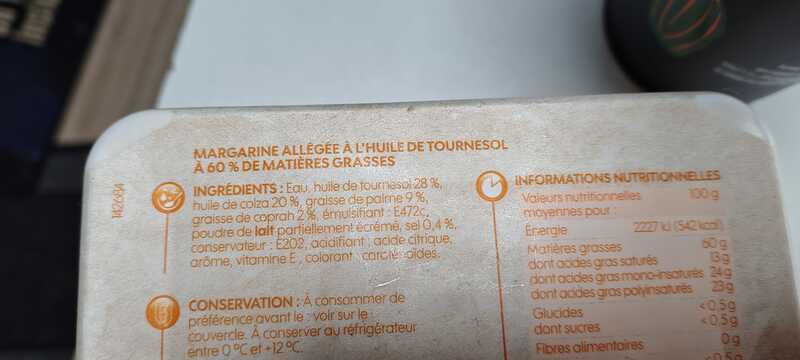 MARGARINE ALLÉGÉE À L'HUILE DE TOURNESOL
À 60 % DE MATIÈRES GRASSES
INGRÉDIENTS : Eau, huile de tournesol 28 %,
huile de colza 20 %, graisse de palme 9 %,
graisse de coprah 2 %, émulsifiant : E472c,
poudre de lait partiellement écrémé, sel 0,4 %,
conservateur : E202, acidifiant : acide citrique,
arôme, vitamine E, colorant : caroténoïdes.
CONSERVATION : À consommer de
préférence avant le : voir sur le
couvercle. À conserver au réfrigérateur
entre 0 °C et +12 °C.
142684
INFORMATIONS NUTRITIONNELLES
Valeurs nutritionnelles 100 g
moyennes pour :
Énergie 2227 kJ (542 kcal)
Matières grasses 60 g
dont acides gras saturés 13 g
dont acides gras mono-insaturés 24 g
dont acides gras polyinsaturés 23 g
Glucides < 0,5 g
dont sucres < 0,5 g
Fibres alimentaires 0 g